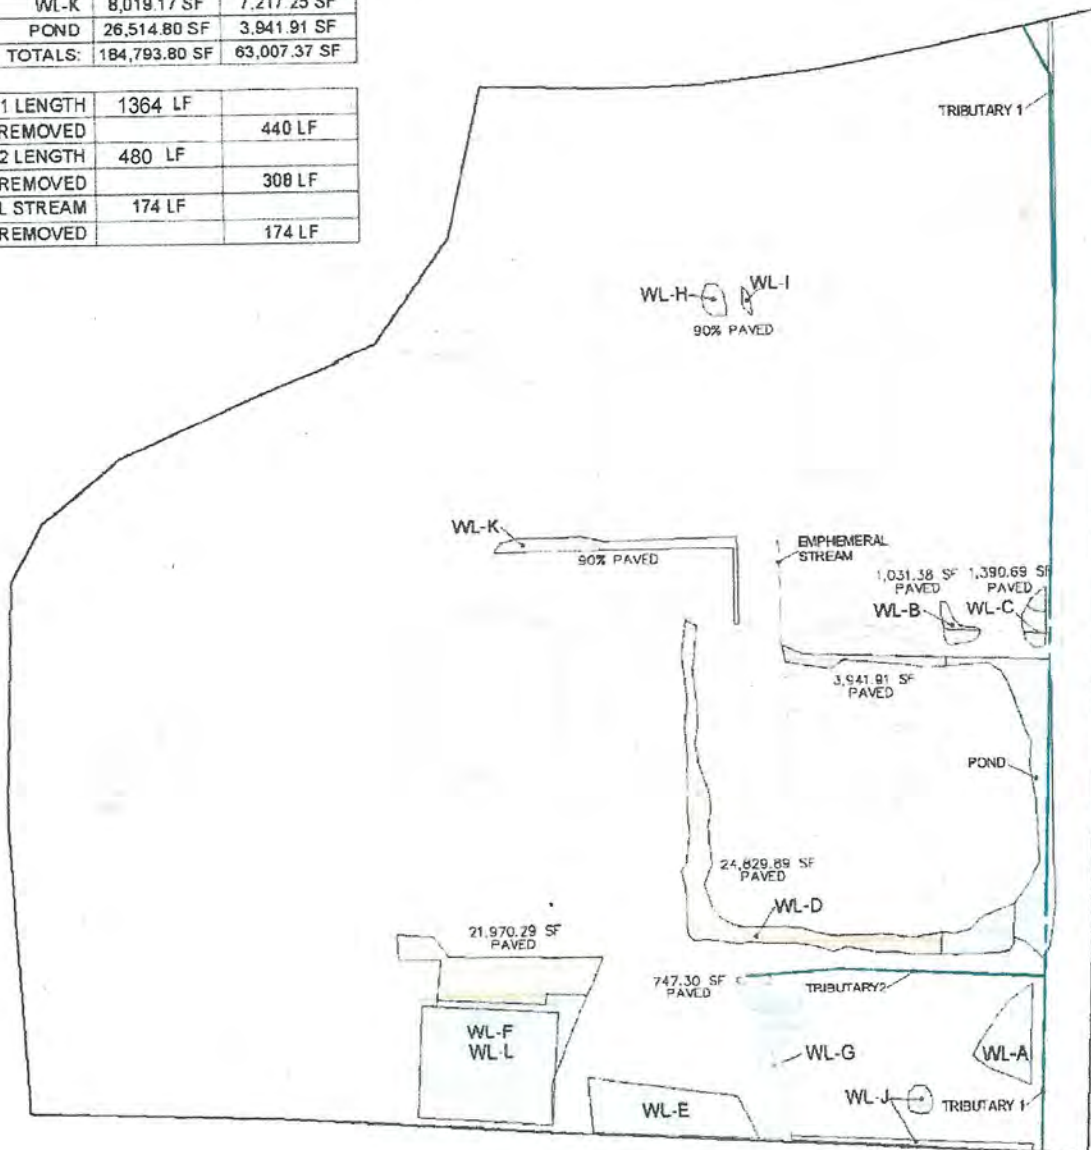 WL-K 8,019.17 SF 7,217.25 SF
POND 26,514.80 SF 3,941.91 SF
TOTALS: 184,793.80 SF 63,007.37 SF
1 LENGTH 1364 LF
REMOVED 440 LF
2 LENGTH 480 LF
REMOVED 308 LF
L STREAM 174 LF
REMOVED 174 LF
TRIBUTARY 1
WL-H WL-I
90% PAVED
WL-K
90% PAVED
EMPHEMERAL
STREAM
1,031.38 SF
PAVED
WL-B
1,390.69 SF
PAVED
WL-C
3,941.91 SF
PAVED
POND
24,829.89 SF
PAVED
WL-D
21,970.29 SF
PAVED
747.30 SF
PAVED
TRIBUTARY2
WL-F
WL-L
WL-G
WL-A
WL-E
WL-J
TRIBUTARY 1